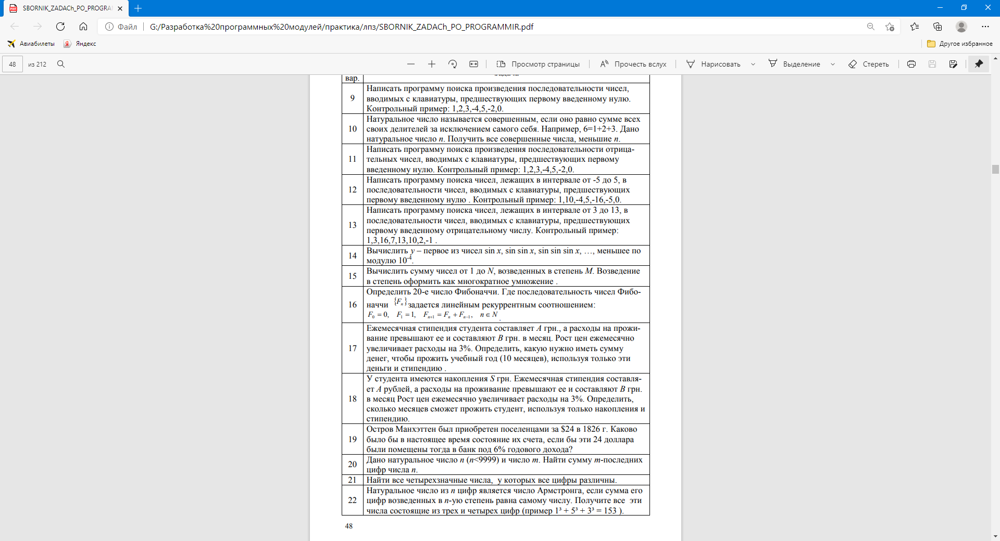 SBORNIK_ZADACh_PO_PROGRA
Файл
G:/Разработка%20программных%20модулей/практика/лпз/SBORNIK_ZADACh_PO_PROGRAMMIR.pdf
Авиабилеты
Яндекс
Другое избранное
48
из 212
Просмотр страницы
Прочесть вслух
Нарисовать
Выделение
Стереть
вар.
9
Написать программу поиска произведения последовательности чисел,
вводимых с клавиатуры, предшествующих первому введенному нулю.
Контрольный пример: 1,2,3,-4,5,-2,0.
10
Натуральное число называется совершенным, если оно равно сумме всех
своих делителей за исключением самого себя. Например, 6=1+2+3. Дано
натуральное число n. Получить все совершенные числа, меньшие n.
11
Написать программу поиска произведения последовательности отрица-
тельных чисел, вводимых с клавиатуры, предшествующих первому
введенному нулю. Контрольный пример: 1,2,3,-4,5,-2,0.
12
Написать программу поиска чисел, лежащих в интервале от -5 до 5, в
последовательности чисел, вводимых с клавиатуры, предшествующих
первому введенному нулю . Контрольный пример: 1,10,-4,5,-16,-5,0.
13
Написать программу поиска чисел, лежащих в интервале от 3 до 13, в
последовательности чисел, вводимых с клавиатуры, предшествующих
первому введенному отрицательному числу. Контрольный пример:
1,3,16,7,13,10,2,-1 .
14
Вычислить y – первое из чисел sin x, sin sin x, sin sin sin x, …, меньшее по
модулю 10⁻⁴.
15
Вычислить сумму чисел от 1 до N, возведенных в степень M. Возведение
в степень оформить как многократное умножение .
16
Определить 20-е число Фибоначчи. Где последовательность чисел Фибо-
наччи {Fₙ} задается линейным рекуррентным соотношением:
F₀ = 0, F₁ = 1, Fₙ₊₁ = Fₙ + Fₙ₋₁, n ∈ N .
17
Ежемесячная стипендия студента составляет A грн., а расходы на прожи-
вание превышают ее и составляют B грн. в месяц. Рост цен ежемесячно
увеличивает расходы на 3%. Определить, какую нужно иметь сумму
денег, чтобы прожить учебный год (10 месяцев), используя только эти
деньги и стипендию .
18
У студента имеются накопления S грн. Ежемесячная стипендия составля-
ет A рублей, а расходы на проживание превышают ее и составляют B грн.
в месяц Рост цен ежемесячно увеличивает расходы на 3%. Определить,
сколько месяцев сможет прожить студент, используя только накопления и
стипендию.
19
Остров Манхэттен был приобретен поселенцами за $24 в 1826 г. Каково
было бы в настоящее время состояние их счета, если бы эти 24 доллара
были помещены тогда в банк под 6% годового дохода?
20
Дано натуральное число n (n<9999) и число m. Найти сумму m-последних
цифр числа n.
21
Найти все четырехзначные числа, у которых все цифры различны.
22
Натуральное число из n цифр является число Армстронга, если сумма его
цифр возведенных в n-ую степень равна самому числу. Получите все эти
числа состоящие из трех и четырех цифр (пример 1³ + 5³ + 3³ = 153 ).
48